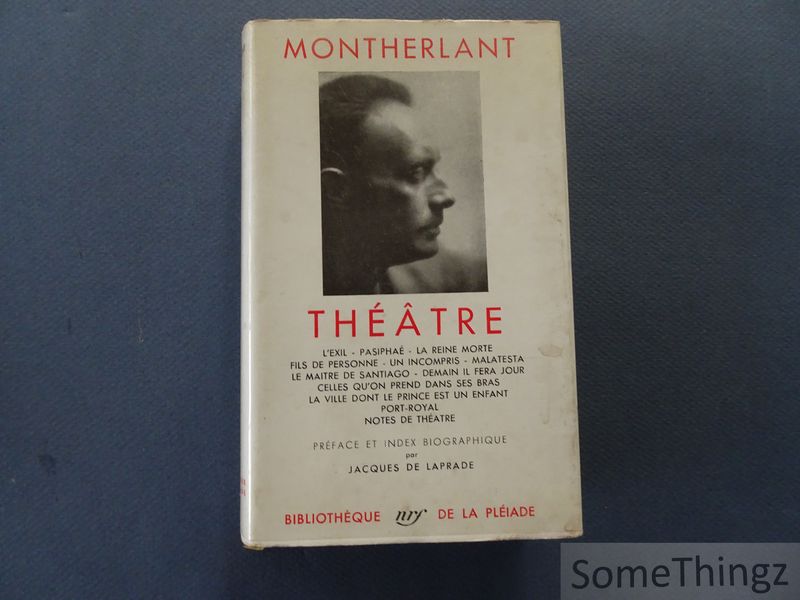 MONTHERLANT
THÉÂTRE
L'EXIL - PASIPHAÉ - LA REINE MORTE
FILS DE PERSONNE - UN INCOMPRIS - MALATESTA
LE MAITRE DE SANTIAGO - DEMAIN IL FERA JOUR
CELLES QU'ON PREND DANS SES BRAS
LA VILLE DONT LE PRINCE EST UN ENFANT
PORT-ROYAL
NOTES DE THÉATRE
PRÉFACE ET INDEX BIOGRAPHIQUE
par
JACQUES DE LAPRADE
BIBLIOTHÈQUE nrf DE LA PLÉIADE
SomeThingz